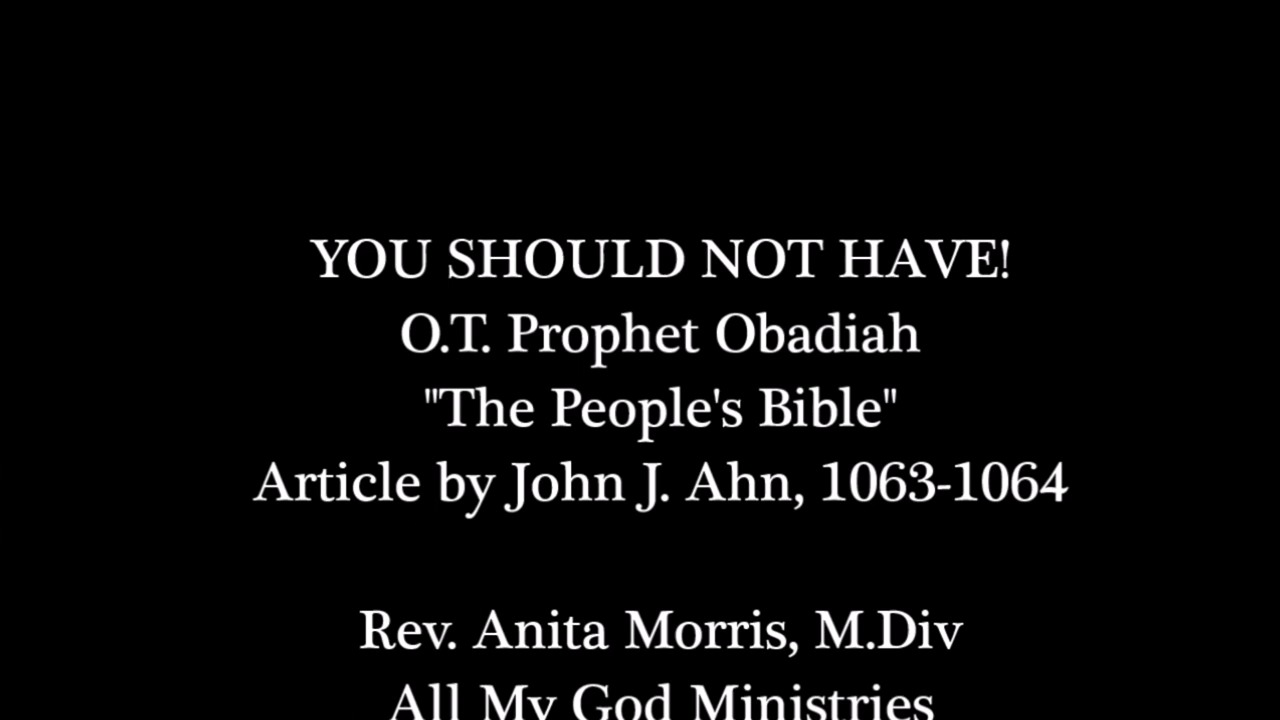 YOU SHOULD NOT HAVE!
O.T. Prophet Obadiah
"The People's Bible"
Article by John J. Ahn, 1063-1064
Rev. Anita Morris, M.Div
All My God Ministries